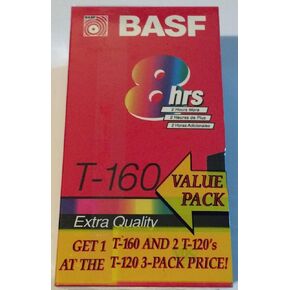 BASF
BASF
8hrs
2 Hours More
2 Heures de Plus
2 Horas Adicionales
T-160
VALUE
PACK
Extra Quality
GET 1 T-160 AND 2 T-120's
AT THE T-120 3-PACK PRICE!